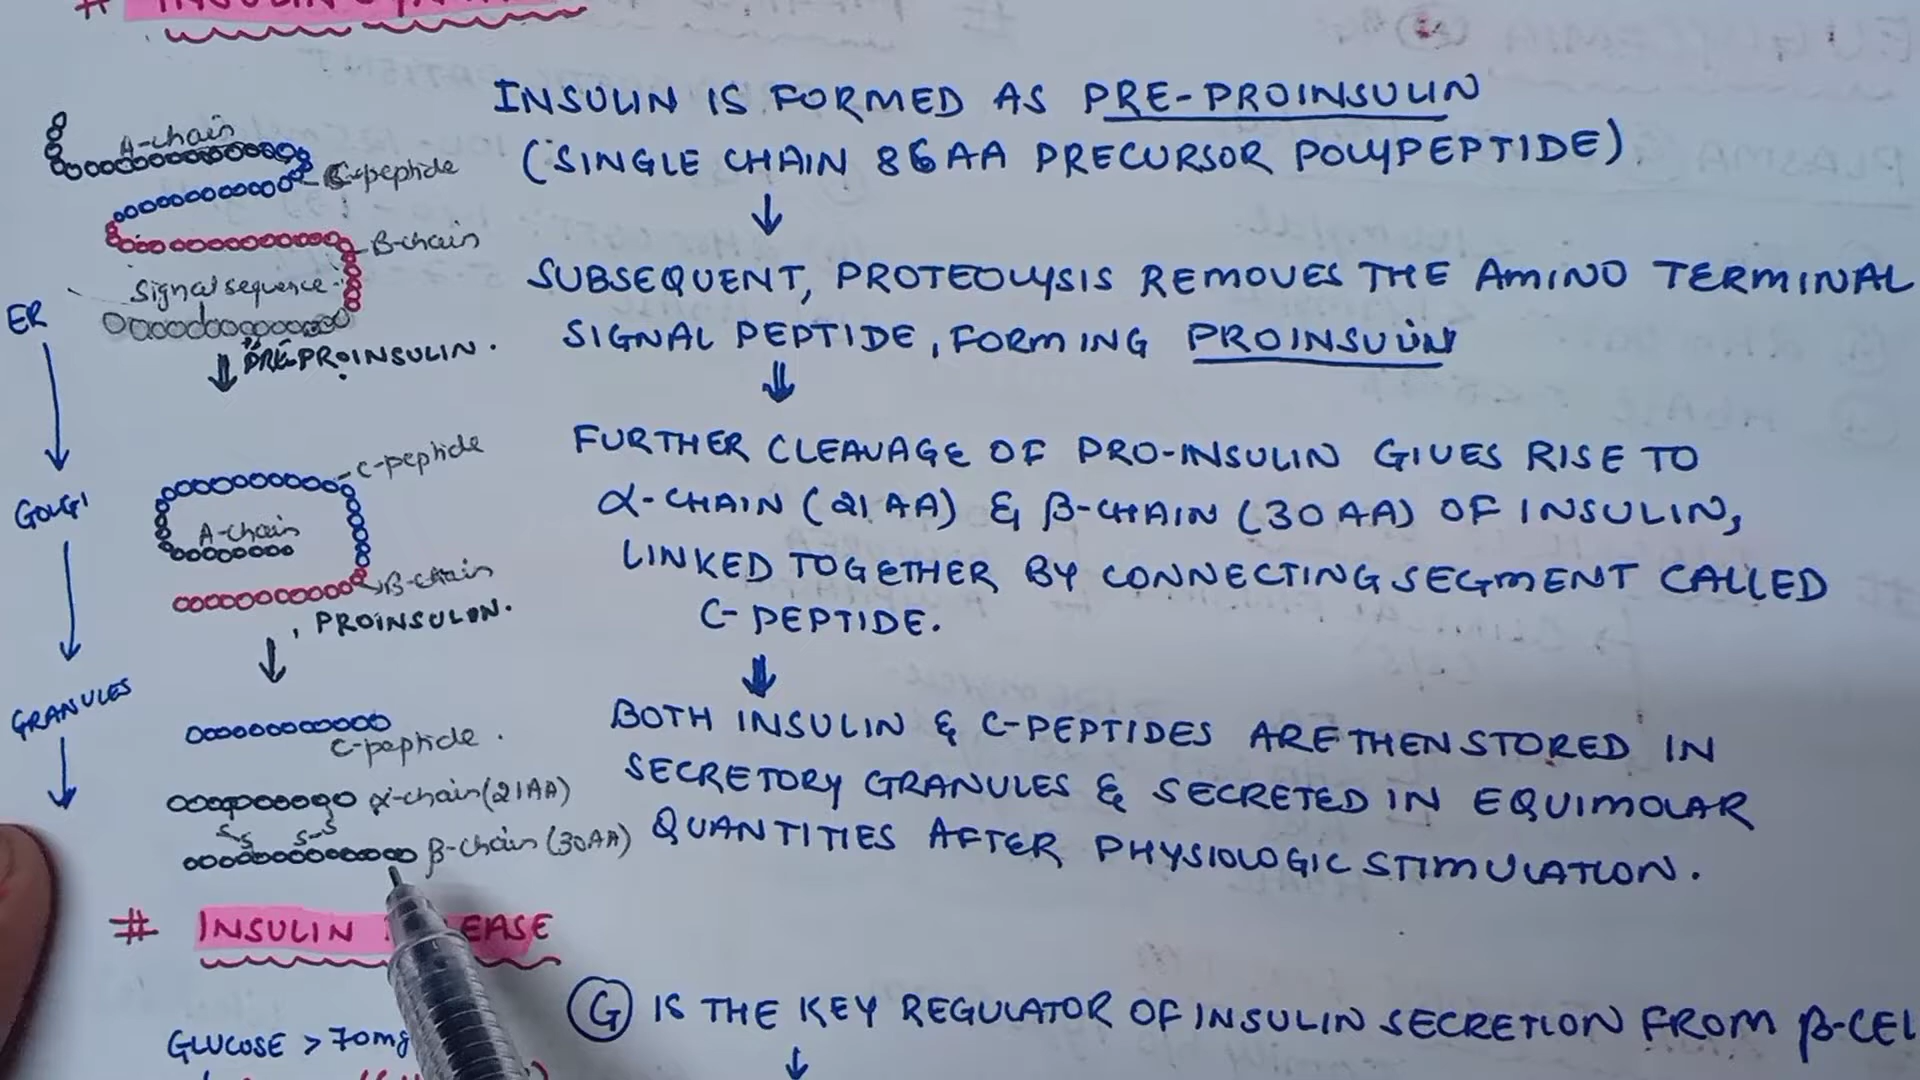 # INSULIN
INSULIN IS FORMED AS PRE-PROINSULIN
(SINGLE CHAIN 86AA PRECURSOR POLYPEPTIDE)
SUBSEQUENT, PROTEOLYSIS REMOVES THE AMINO TERMINAL
SIGNAL PEPTIDE, FORMING PROINSULIN
FURTHER CLEAVAGE OF PRO-INSULIN GIVES RISE TO
α-CHAIN (21 AA) & β-CHAIN (30 AA) OF INSULIN,
LINKED TOGETHER BY CONNECTING SEGMENT CALLED
C-PEPTIDE.
BOTH INSULIN & C-PEPTIDES ARE THEN STORED IN
SECRETORY GRANULES & SECRETED IN EQUIMOLAR
QUANTITIES AFTER PHYSIOLOGIC STIMULATION.
A-chain
C-peptide
β-chain
Signal sequence
PRE-PROINSULIN.
ER
GOLGI
GRANULES
C-peptide
A-chain
β-chain
PROINSULIN.
C-peptide.
α-chain (21AA)
S-S S-S
β-chain (30AA)
# INSULIN EASE
G IS THE KEY REGULATOR OF INSULIN SECRETION FROM β-CEL
GLUCOSE > 70mg